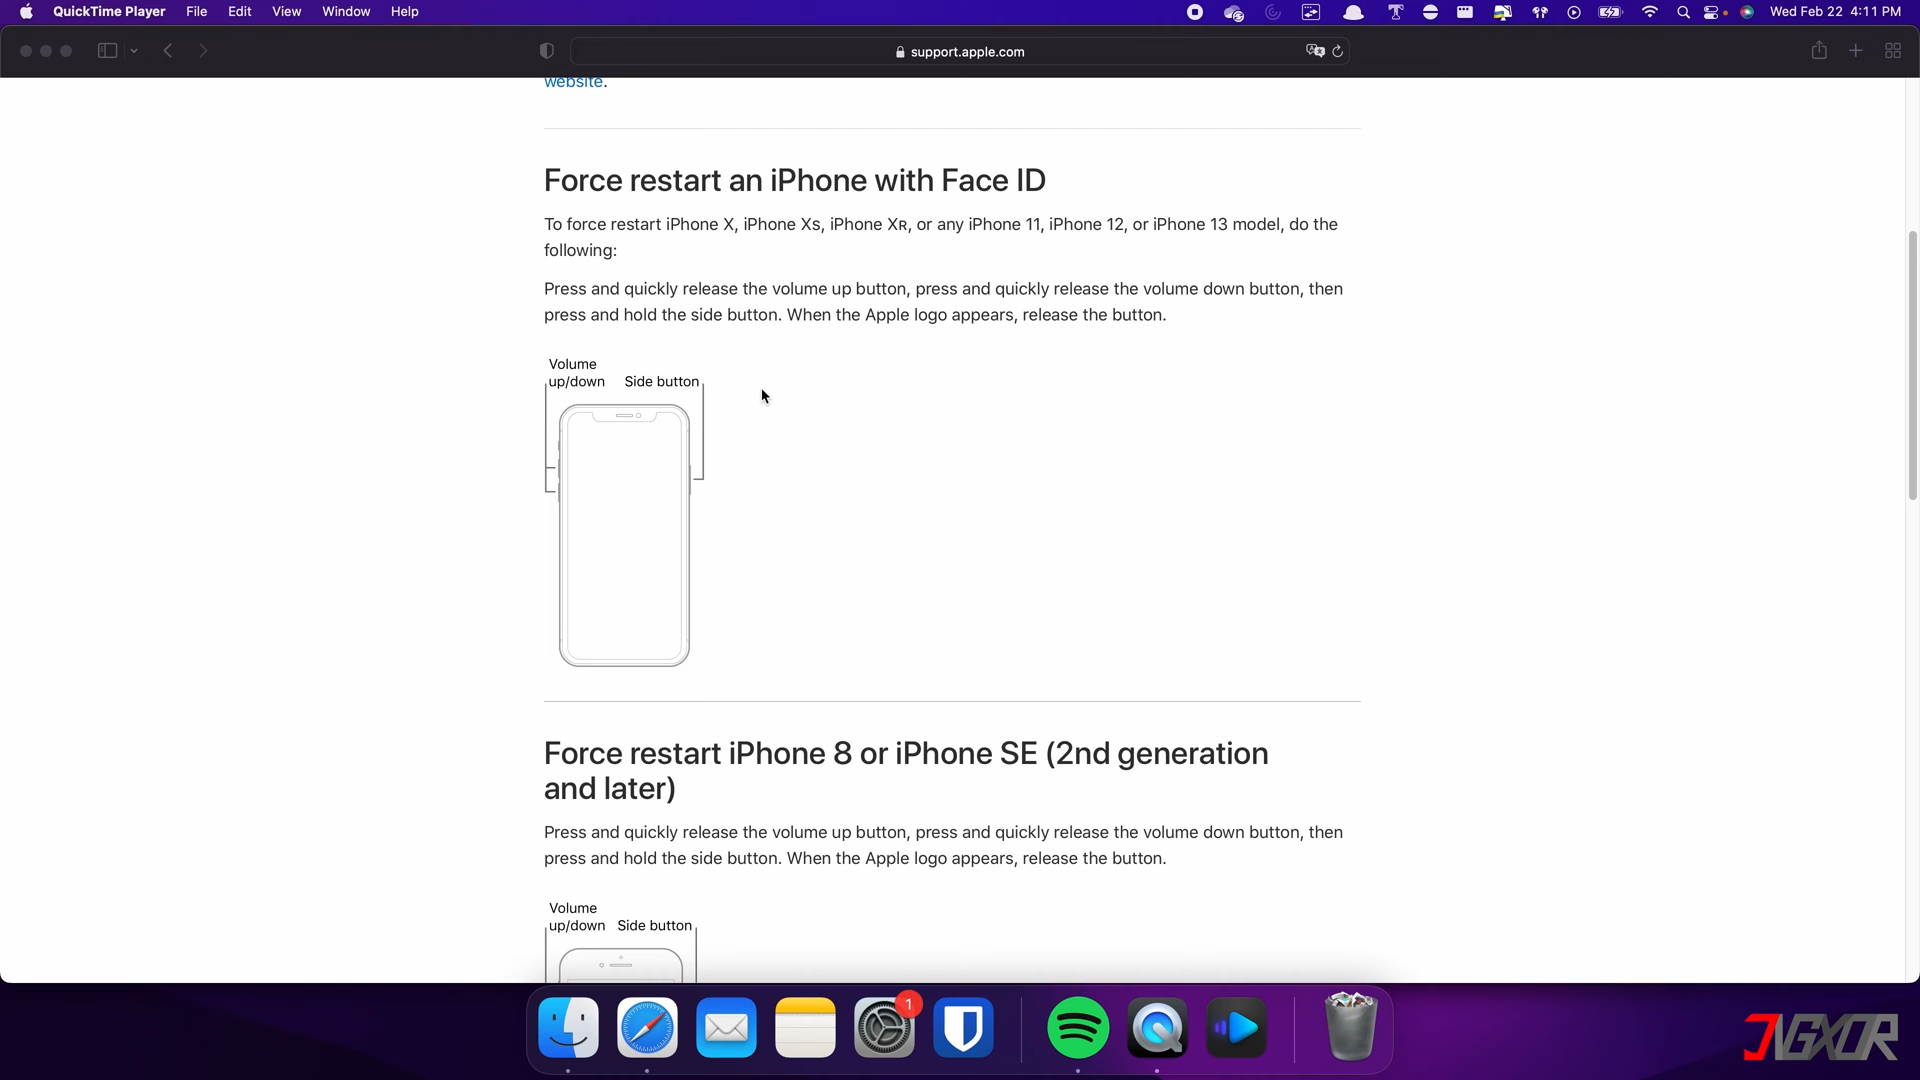 QuickTime Player File Edit View Window Help Wed Feb 22 4:11 PM
support.apple.com
website.
Force restart an iPhone with Face ID
To force restart iPhone X, iPhone Xs, iPhone XR, or any iPhone 11, iPhone 12, or iPhone 13 model, do the
following:
Press and quickly release the volume up button, press and quickly release the volume down button, then
press and hold the side button. When the Apple logo appears, release the button.
Volume
up/down Side button
Force restart iPhone 8 or iPhone SE (2nd generation
and later)
Press and quickly release the volume up button, press and quickly release the volume down button, then
press and hold the side button. When the Apple logo appears, release the button.
Volume
up/down Side button
1